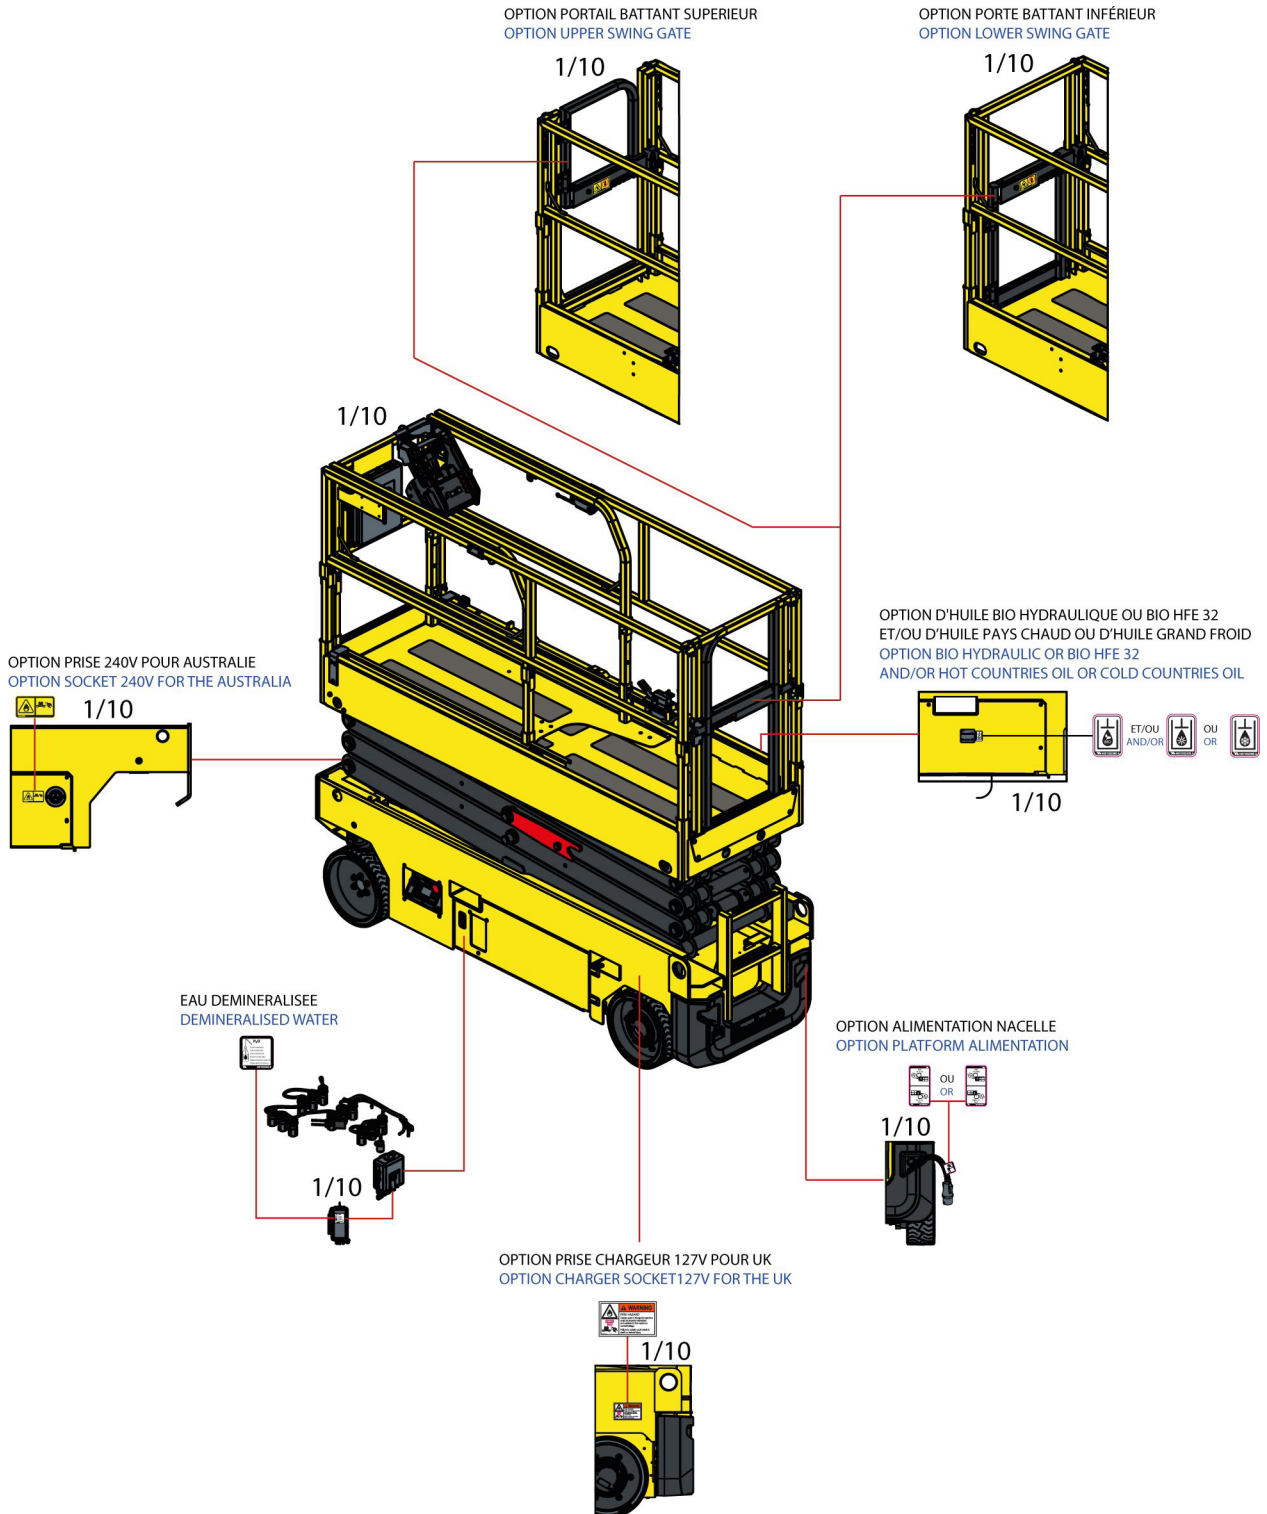 OPTION PORTAIL BATTANT SUPERIEUR
OPTION UPPER SWING GATE
1/10
OPTION PORTE BATTANT INFÉRIEUR
OPTION LOWER SWING GATE
1/10
1/10
OPTION D'HUILE BIO HYDRAULIQUE OU BIO HFE 32
ET/OU D'HUILE PAYS CHAUD OU D'HUILE GRAND FROID
OPTION BIO HYDRAULIC OR BIO HFE 32
AND/OR HOT COUNTRIES OIL OR COLD COUNTRIES OIL
ET/OU
AND/OR
OU
OR
1/10
OPTION PRISE 240V POUR AUSTRALIE
OPTION SOCKET 240V FOR THE AUSTRALIA
1/10
EAU DEMINERALISEE
DEMINERALISED WATER
1/10
OPTION ALIMENTATION NACELLE
OPTION PLATFORM ALIMENTATION
OU
OR
1/10
OPTION PRISE CHARGEUR 127V POUR UK
OPTION CHARGER SOCKET127V FOR THE UK
WARNING
1/10